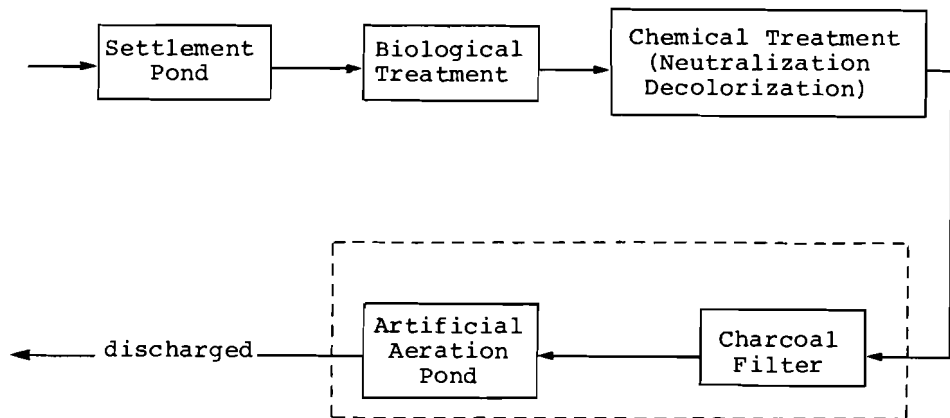 Settlement
Pond
Biological
Treatment
Chemical Treatment
(Neutralization
Decolorization)
Charcoal
Filter
Artificial
Aeration
Pond
discharged